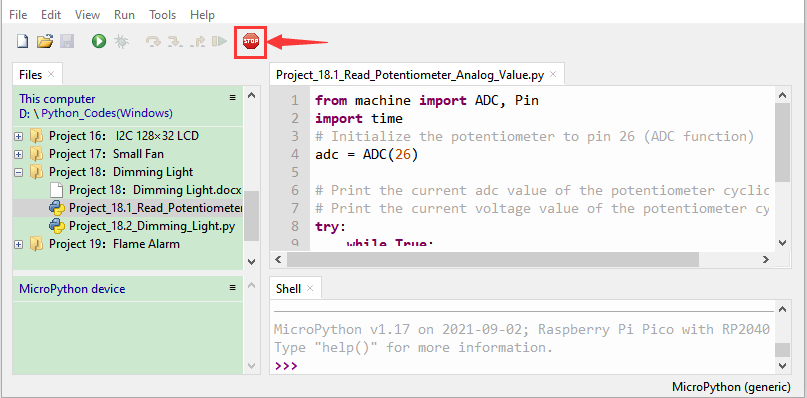 File Edit View Run Tools Help
STOP
Files
This computer
D: \ Python_Codes(Windows)
Project 16： I2C 128×32 LCD
Project 17：Small Fan
Project 18：Dimming Light
Project 18：Dimming Light.docx
Project_18.1_Read_Potentiometer
Project_18.2_Dimming_Light.py
Project 19：Flame Alarm
MicroPython device
Project_18.1_Read_Potentiometer_Analog_Value.py
1 from machine import ADC, Pin
2 import time
3 # Initialize the potentiometer to pin 26 (ADC function)
4 adc = ADC(26)
5
6 # Print the current adc value of the potentiometer cyclic
7 # Print the current voltage value of the potentiometer cy
8 try:
9 while True:
Shell
MicroPython v1.17 on 2021-09-02; Raspberry Pi Pico with RP2040
Type "help()" for more information.
>>>
MicroPython (generic)